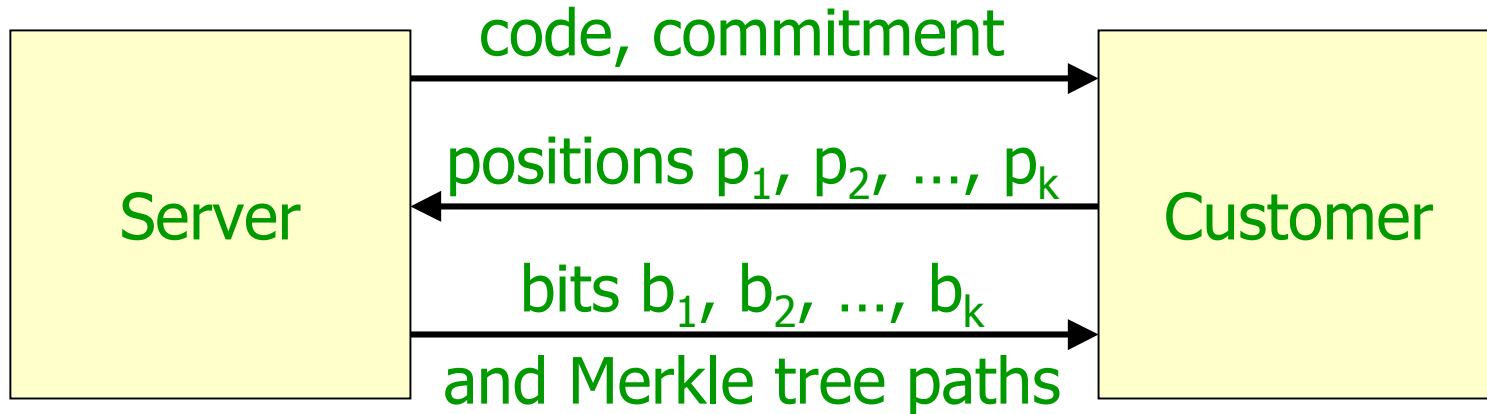 code, commitment
positions p₁, p₂, …, pₖ
Server
Customer
bits b₁, b₂, …, bₖ
and Merkle tree paths